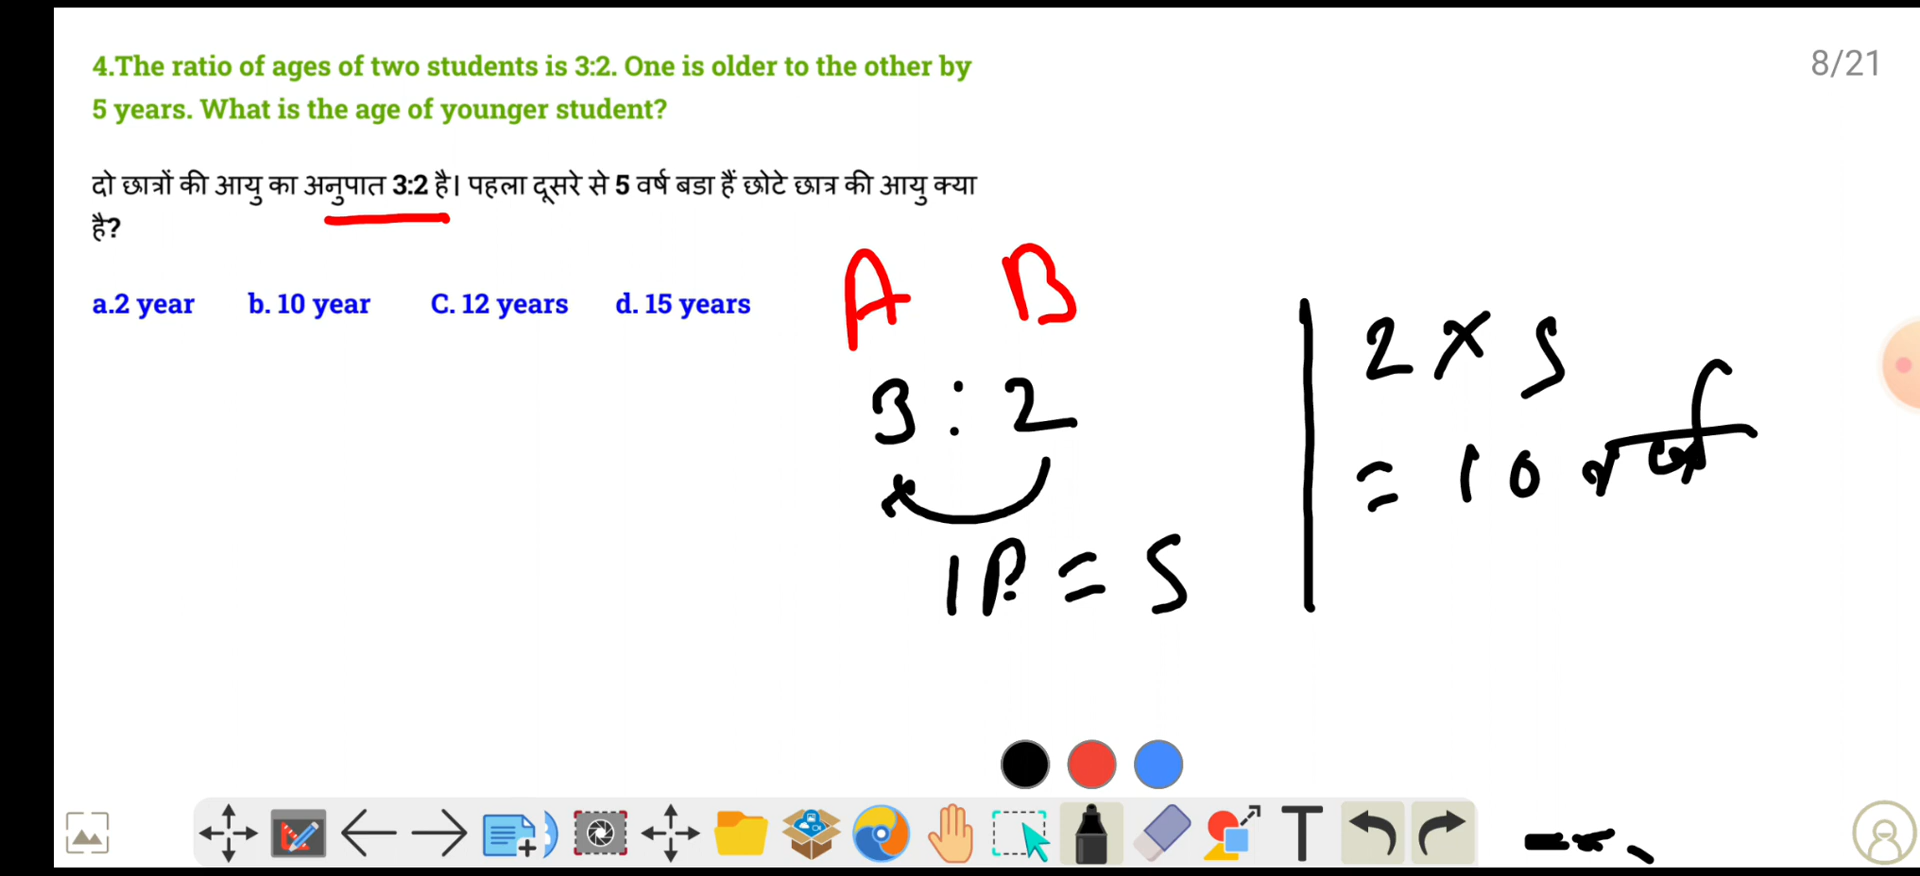 4.The ratio of ages of two students is 3:2. One is older to the other by
5 years. What is the age of younger student?
8/21
दो छात्रों की आयु का अनुपात 3:2 है। पहला दूसरे से 5 वर्ष बडा हैं छोटे छात्र की आयु क्या
है?
a.2 year b. 10 year C. 12 years d. 15 years
A B
3 : 2
1P = 5
2 × 5
= 10 वर्ष
T